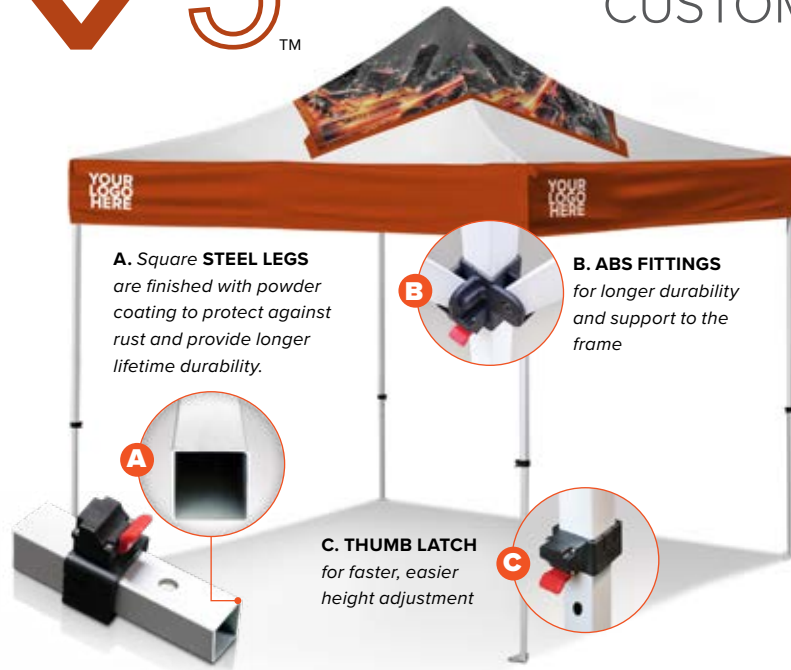 V3™
CUSTOM
YOUR
LOGO
HERE
YOUR
LOGO
HERE
A. Square STEEL LEGS
are finished with powder
coating to protect against
rust and provide longer
lifetime durability.
B
B. ABS FITTINGS
for longer durability
and support to the
frame
A
C. THUMB LATCH
for faster, easier
height adjustment
C